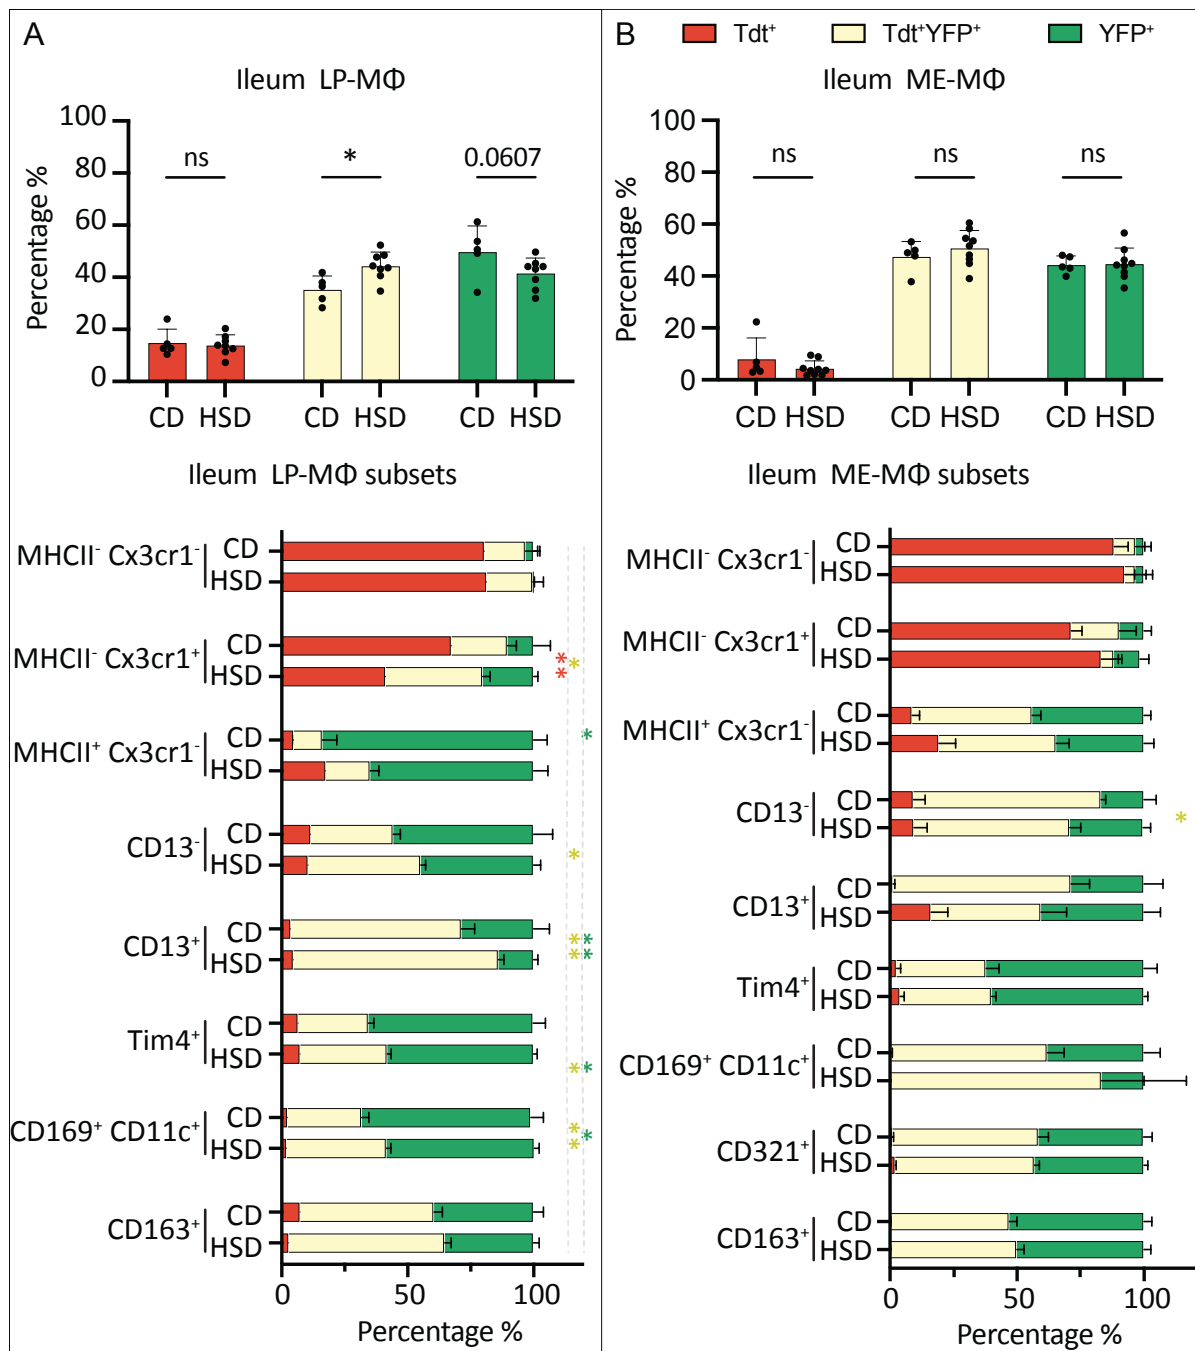 A
Ileum LP-MΦ
Percentage %
100
80
60
40
20
0
ns
*
0.0607
CD HSD CD HSD CD HSD
Ileum LP-MΦ subsets
MHCII⁻ Cx3cr1⁻
CD
HSD
MHCII⁻ Cx3cr1⁺
CD
HSD
**
*
MHCII⁺ Cx3cr1⁻
CD
HSD
*
CD13⁻
CD
HSD
*
CD13⁺
CD
HSD
**
**
Tim4⁺
CD
HSD
*
*
CD169⁺ CD11c⁺
CD
HSD
**
*
CD163⁺
CD
HSD
0 50 100
Percentage %
B
Tdt⁺
Tdt⁺YFP⁺
YFP⁺
Ileum ME-MΦ
Percentage %
100
80
60
40
20
0
ns
ns
ns
CD HSD CD HSD CD HSD
Ileum ME-MΦ subsets
MHCII⁻ Cx3cr1⁻
CD
HSD
MHCII⁻ Cx3cr1⁺
CD
HSD
MHCII⁺ Cx3cr1⁻
CD
HSD
CD13⁻
CD
HSD
*
CD13⁺
CD
HSD
Tim4⁺
CD
HSD
CD169⁺ CD11c⁺
CD
HSD
CD321⁺
CD
HSD
CD163⁺
CD
HSD
0 50 100
Percentage %